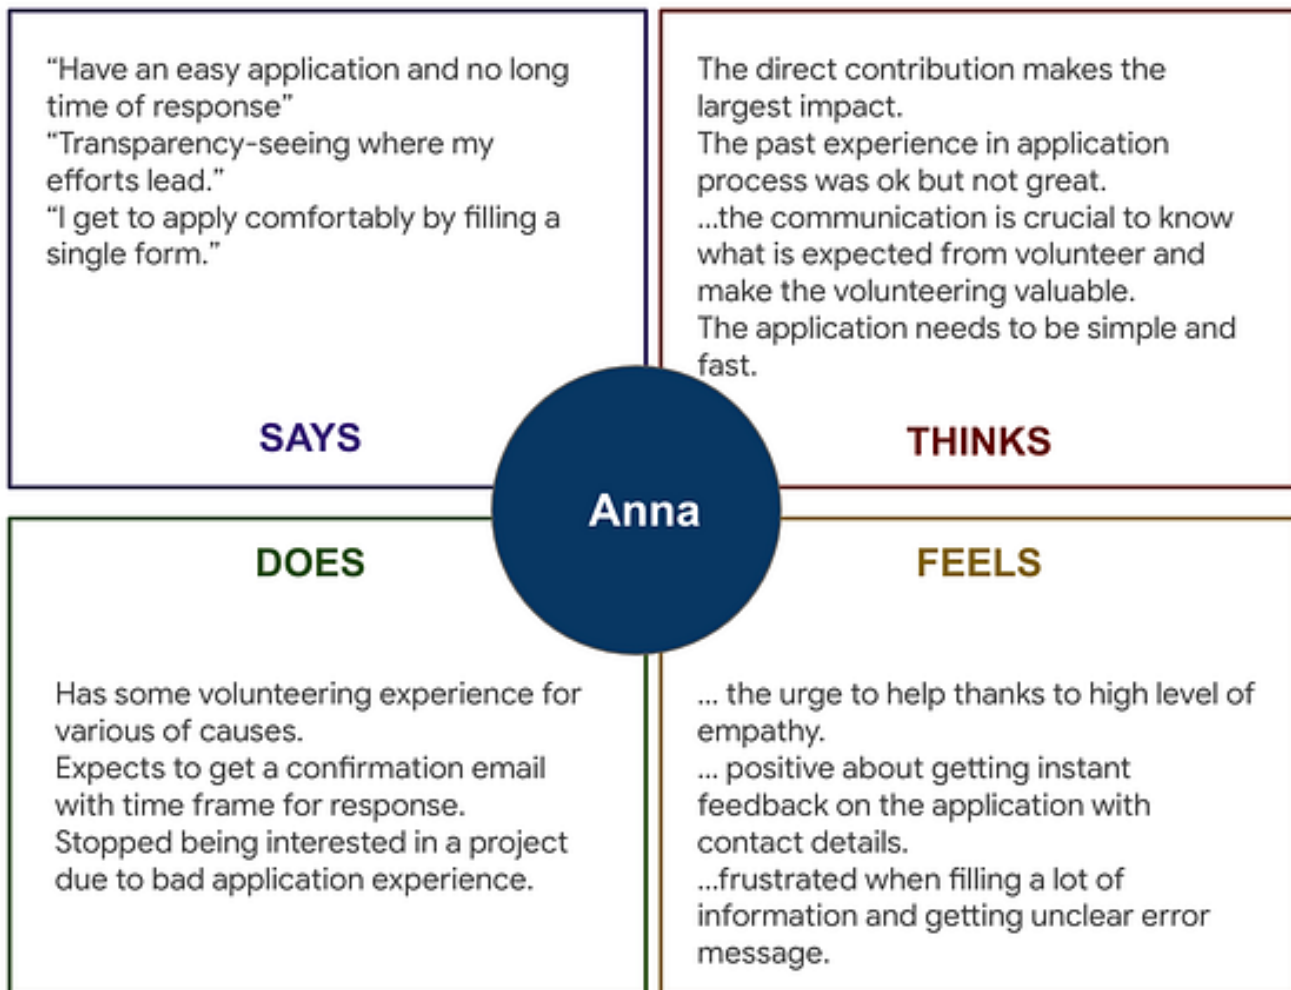 “Have an easy application and no long
time of response”
“Transparency-seeing where my
efforts lead.”
“I get to apply comfortably by filling a
single form.”
SAYS
The direct contribution makes the
largest impact.
The past experience in application
process was ok but not great.
...the communication is crucial to know
what is expected from volunteer and
make the volunteering valuable.
The application needs to be simple and
fast.
THINKS
Anna
DOES
Has some volunteering experience for
various of causes.
Expects to get a confirmation email
with time frame for response.
Stopped being interested in a project
due to bad application experience.
FEELS
... the urge to help thanks to high level of
empathy.
... positive about getting instant
feedback on the application with
contact details.
...frustrated when filling a lot of
information and getting unclear error
message.